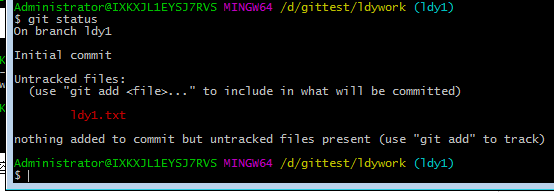 Administrator@IXKXJL1EYSJ7RVS MINGW64 /d/gittest/ldywork (ldy1)
$ git status
On branch ldy1
Initial commit
Untracked files:
(use "git add <file>..." to include in what will be committed)
ldy1.txt
nothing added to commit but untracked files present (use "git add" to track)
Administrator@IXKXJL1EYSJ7RVS MINGW64 /d/gittest/ldywork (ldy1)
$